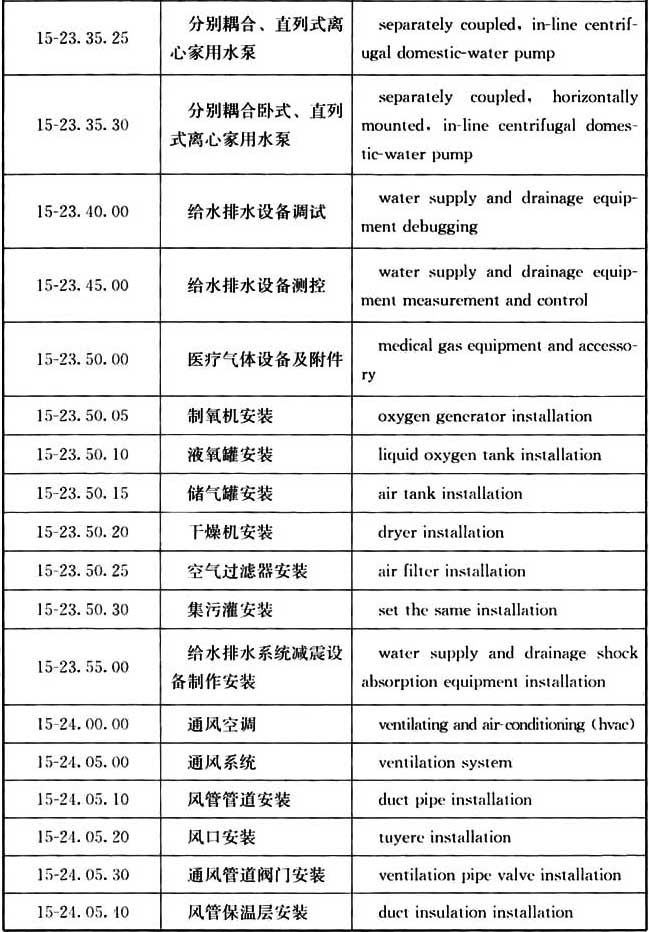 15-23.35.25
分别耦合、直列式离
心家用水泵
separately coupled, in-line centrif-
ugal domestic-water pump
15-23.35.30
分别耦合卧式、直列
式离心家用水泵
separately coupled, horizontally
mounted, in-line centrifugal domes-
tic-water pump
15-23.40.00
给水排水设备调试
water supply and drainage equip-
ment debugging
15-23.45.00
给水排水设备测控
water supply and drainage equip-
ment measurement and control
15-23.50.00
医疗气体设备及附件
medical gas equipment and accesso-
ry
15-23.50.05
制氧机安装
oxygen generator installation
15-23.50.10
液氧罐安装
liquid oxygen tank installation
15-23.50.15
储气罐安装
air tank installation
15-23.50.20
干燥机安装
dryer installation
15-23.50.25
空气过滤器安装
air filter installation
15-23.50.30
集污灌安装
set the same installation
15-23.55.00
给水排水系统减震设
备制作安装
water supply and drainage shock
absorption equipment installation
15-24.00.00
通风空调
ventilating and air-conditioning (hvac)
15-24.05.00
通风系统
ventilation system
15-24.05.10
风管管道安装
duct pipe installation
15-24.05.20
风口安装
tuyere installation
15-24.05.30
通风管道阀门安装
ventilation pipe valve installation
15-24.05.40
风管保温层安装
duct insulation installation